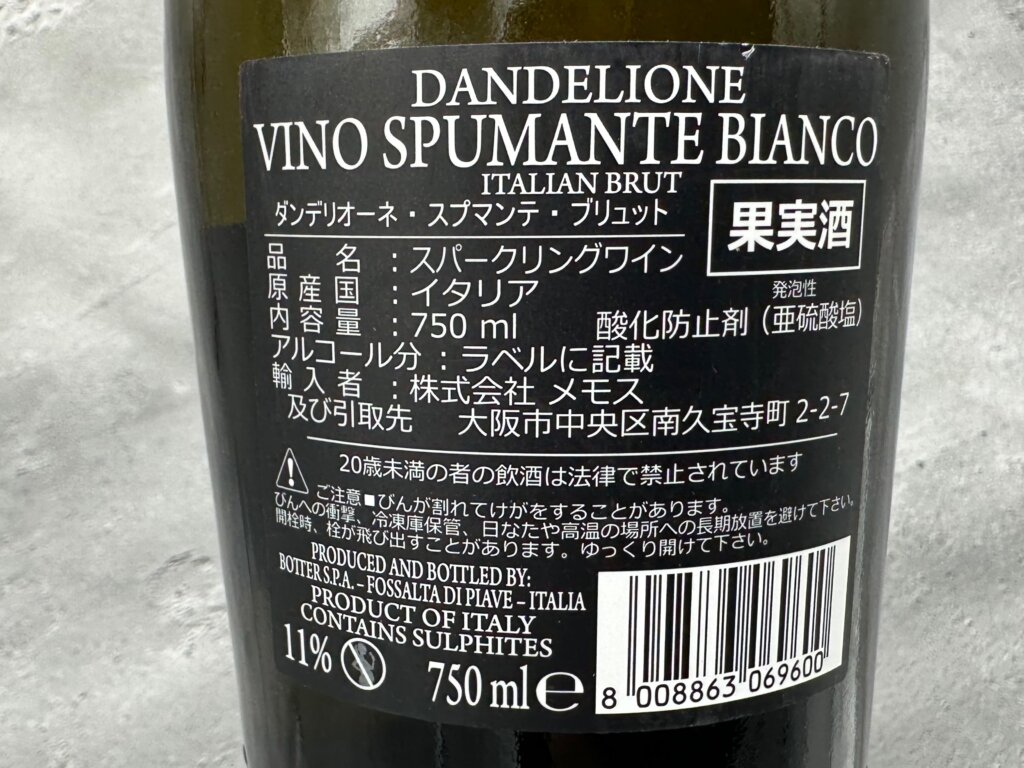 DANDELIONE
VINO SPUMANTE BIANCO
ITALIAN BRUT
ダンデリオーネ・スプマンテ・ブリュット
果実酒
発泡性
品名:スパークリングワイン
原産国:イタリア
内容量:750 ml 酸化防止剤(亜硫酸塩)
アルコール分:ラベルに記載
輸入者:株式会社 メモス
及び引取先 大阪市中央区南久宝寺町 2-2-7
20歳未満の者の飲酒は法律で禁止されています
ご注意■びんが割れてけがをすることがあります。
びんへの衝撃、冷凍庫保管、日なたや高温の場所への長期放置を避けて下さい。
開栓時、栓が飛び出すことがあります。ゆっくり開けて下さい。
PRODUCED AND BOTTLED BY:
BOTTER S.P.A. – FOSSALTA DI PIAVE – ITALIA
PRODUCT OF ITALY
CONTAINS SULPHITES
11% 750 ml e
8 008863 069600